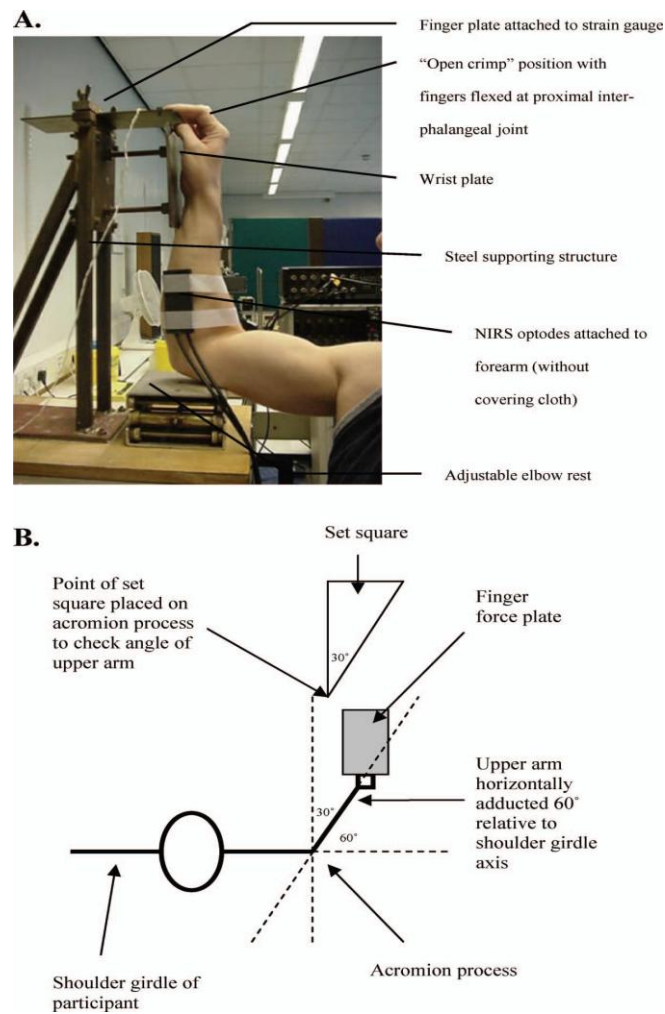 A.
Finger plate attached to strain gauge
“Open crimp” position with
fingers flexed at proximal inter-
phalangeal joint
Wrist plate
Steel supporting structure
NIRS optodes attached to
forearm (without
covering cloth)
Adjustable elbow rest
B.
Set square
Point of set
square placed on
acromion process
to check angle of
upper arm
Finger
force plate
30˚
Upper arm
horizontally
adducted 60˚
relative to
shoulder girdle
axis
30˚
60˚
Shoulder girdle of
participant
Acromion process